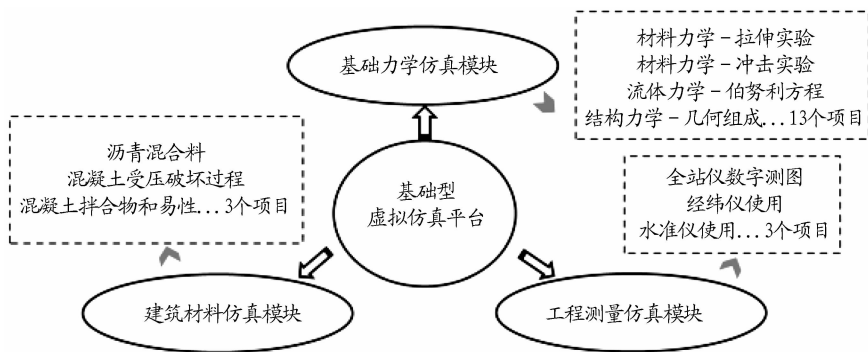 基础力学仿真模块
材料力学-拉伸实验
材料力学-冲击实验
流体力学-伯努利方程
结构力学-几何组成...13个项目
沥青混合料
混凝土受压破坏过程
混凝土拌合物和易性...3个项目
基础型
虚拟仿真平台
全站仪数字测图
经纬仪使用
水准仪使用...3个项目
建筑材料仿真模块
工程测量仿真模块